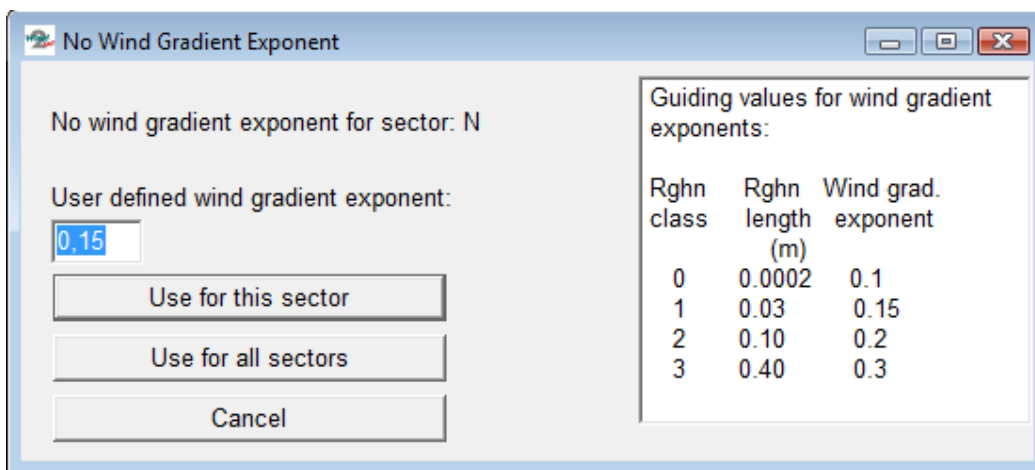 No Wind Gradient Exponent
No wind gradient exponent for sector: N
User defined wind gradient exponent:
0,15
Use for this sector
Use for all sectors
Cancel
Guiding values for wind gradient
exponents:
Rghn Rghn Wind grad.
class length exponent
(m)
0 0.0002 0.1
1 0.03 0.15
2 0.10 0.2
3 0.40 0.3